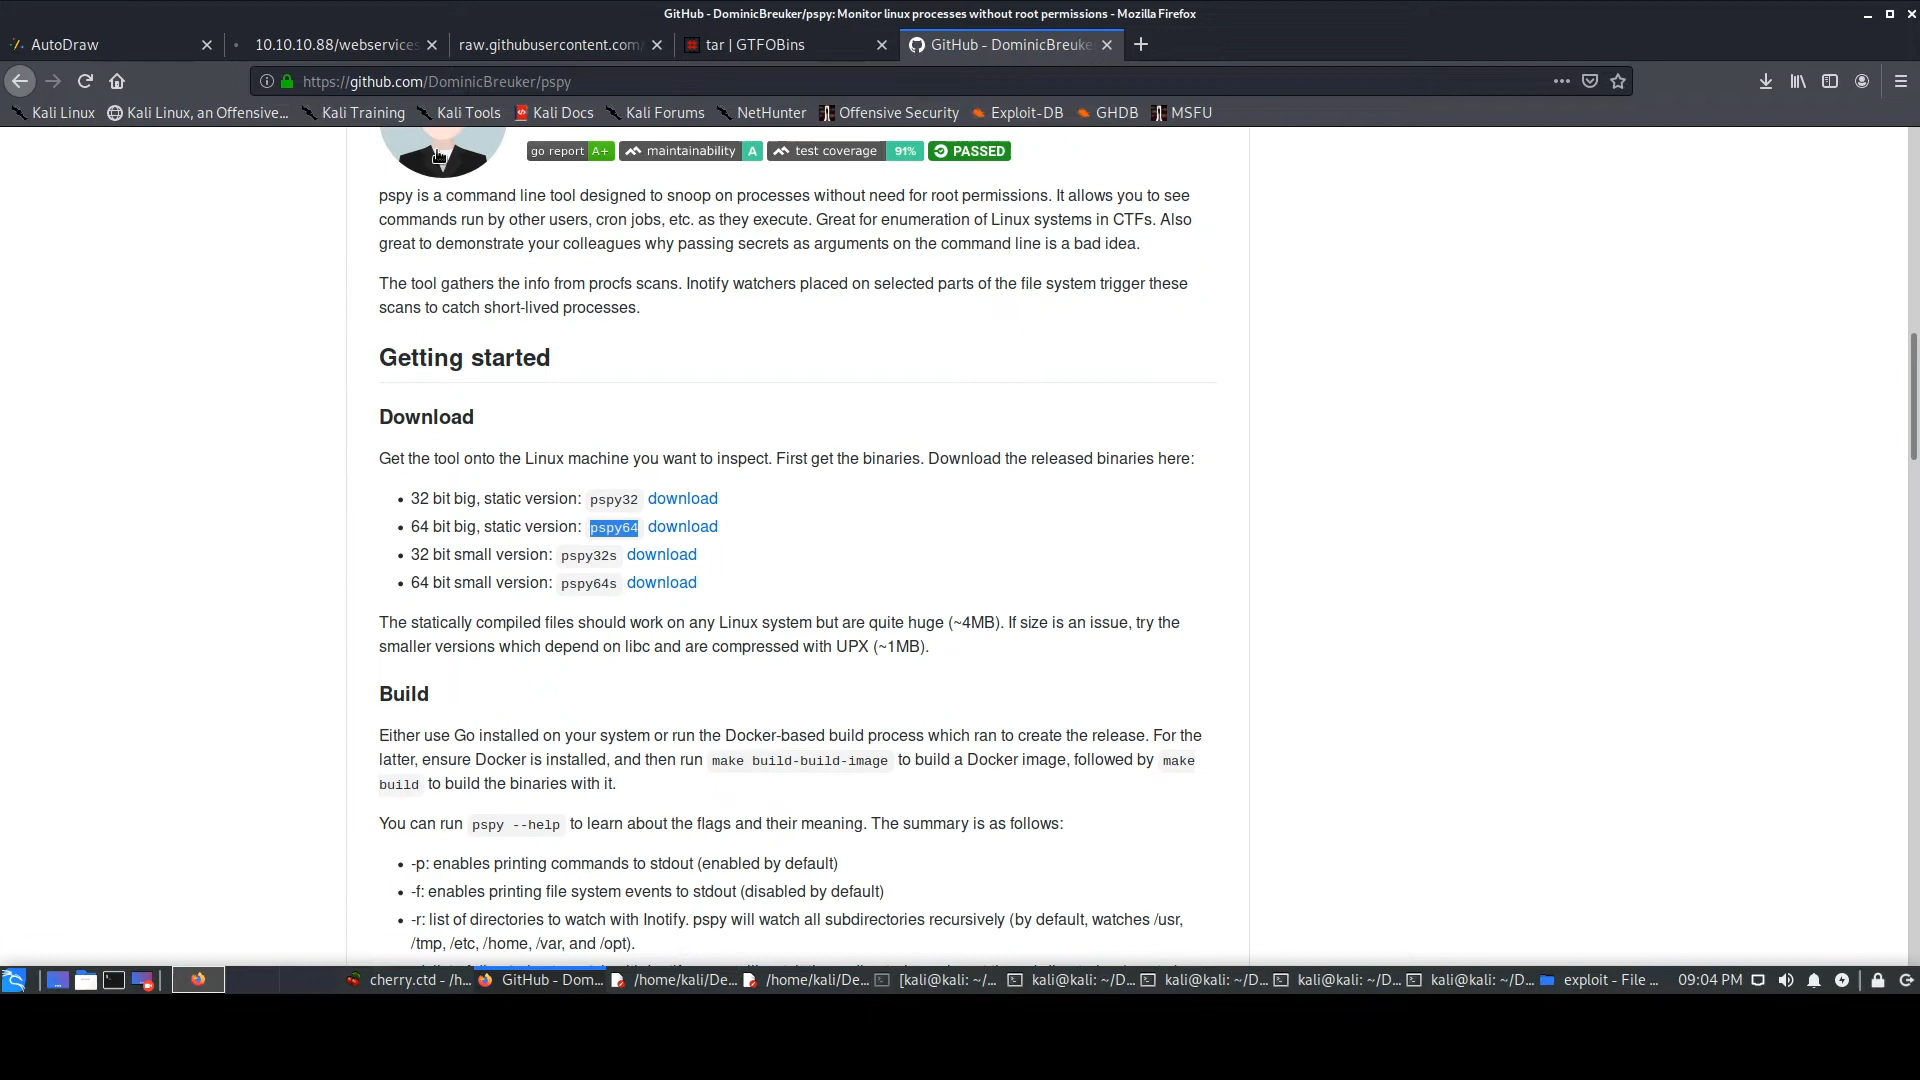 GitHub - DominicBreuker/pspy: Monitor linux processes without root permissions - Mozilla Firefox
AutoDraw
10.10.10.88/webservices
raw.githubusercontent.com
tar | GTFOBins
GitHub - DominicBreuke
https://github.com/DominicBreuker/pspy
Kali Linux
Kali Linux, an Offensive...
Kali Training
Kali Tools
Kali Docs
Kali Forums
NetHunter
Offensive Security
Exploit-DB
GHDB
MSFU
go report A+
maintainability A
test coverage 91%
PASSED
pspy is a command line tool designed to snoop on processes without need for root permissions. It allows you to see
commands run by other users, cron jobs, etc. as they execute. Great for enumeration of Linux systems in CTFs. Also
great to demonstrate your colleagues why passing secrets as arguments on the command line is a bad idea.
The tool gathers the info from procfs scans. Inotify watchers placed on selected parts of the file system trigger these
scans to catch short-lived processes.
Getting started
Download
Get the tool onto the Linux machine you want to inspect. First get the binaries. Download the released binaries here:
• 32 bit big, static version: pspy32 download
• 64 bit big, static version: pspy64 download
• 32 bit small version: pspy32s download
• 64 bit small version: pspy64s download
The statically compiled files should work on any Linux system but are quite huge (~4MB). If size is an issue, try the
smaller versions which depend on libc and are compressed with UPX (~1MB).
Build
Either use Go installed on your system or run the Docker-based build process which ran to create the release. For the
latter, ensure Docker is installed, and then run make build-build-image to build a Docker image, followed by make
build to build the binaries with it.
You can run pspy --help to learn about the flags and their meaning. The summary is as follows:
• -p: enables printing commands to stdout (enabled by default)
• -f: enables printing file system events to stdout (disabled by default)
• -r: list of directories to watch with Inotify. pspy will watch all subdirectories recursively (by default, watches /usr,
/tmp, /etc, /home, /var, and /opt).
cherry.ctd - /h...
GitHub - Dom...
/home/kali/De...
/home/kali/De...
[kali@kali: ~/...
kali@kali: ~/D...
kali@kali: ~/D...
kali@kali: ~/D...
kali@kali: ~/D...
exploit - File ...
09:04 PM